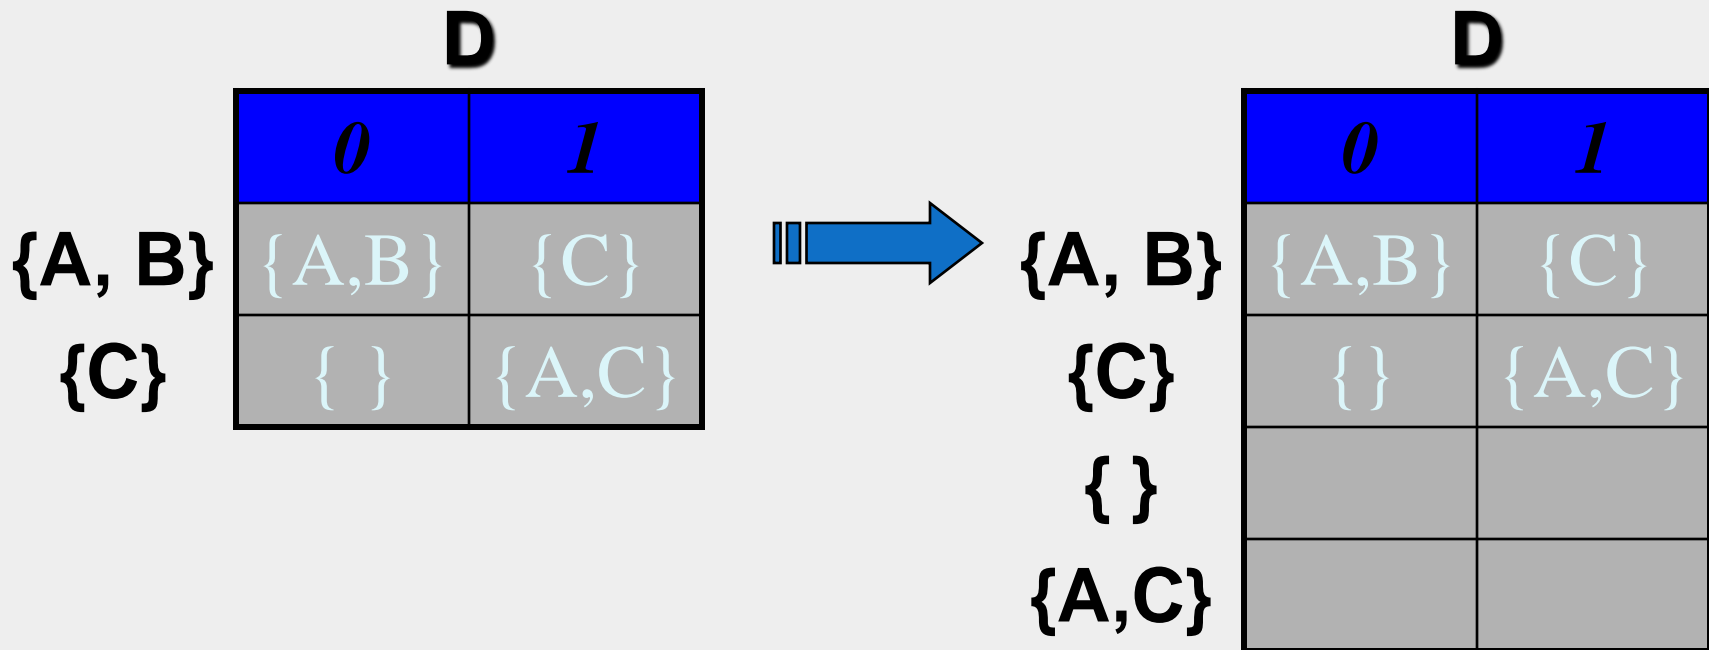 D
0 1
{A, B} {A,B} {C}
{C} { } {A,C}
D
0 1
{A, B} {A,B} {C}
{C} {} {A,C}
{ }
{A,C}